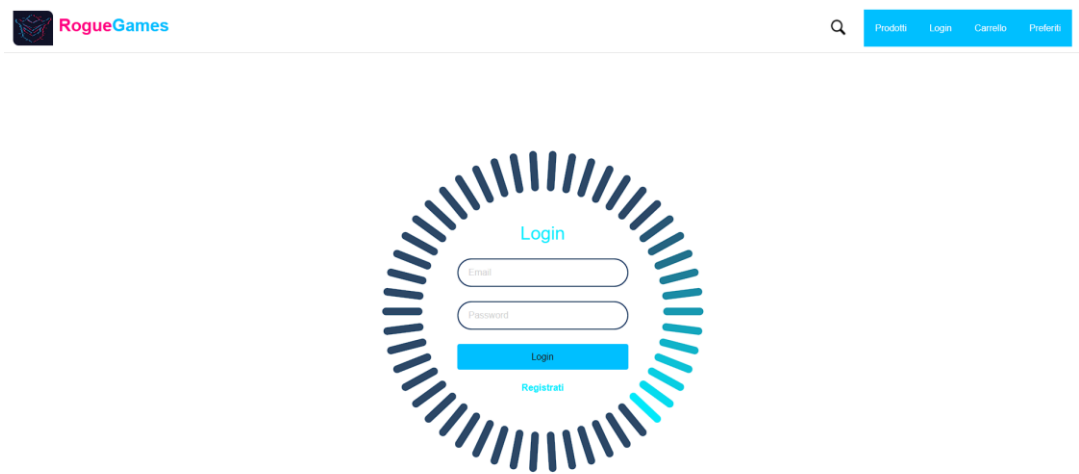 RogueGames
Prodotti Login Carrello Preferiti
Login
Email
Password
Login
Registrati